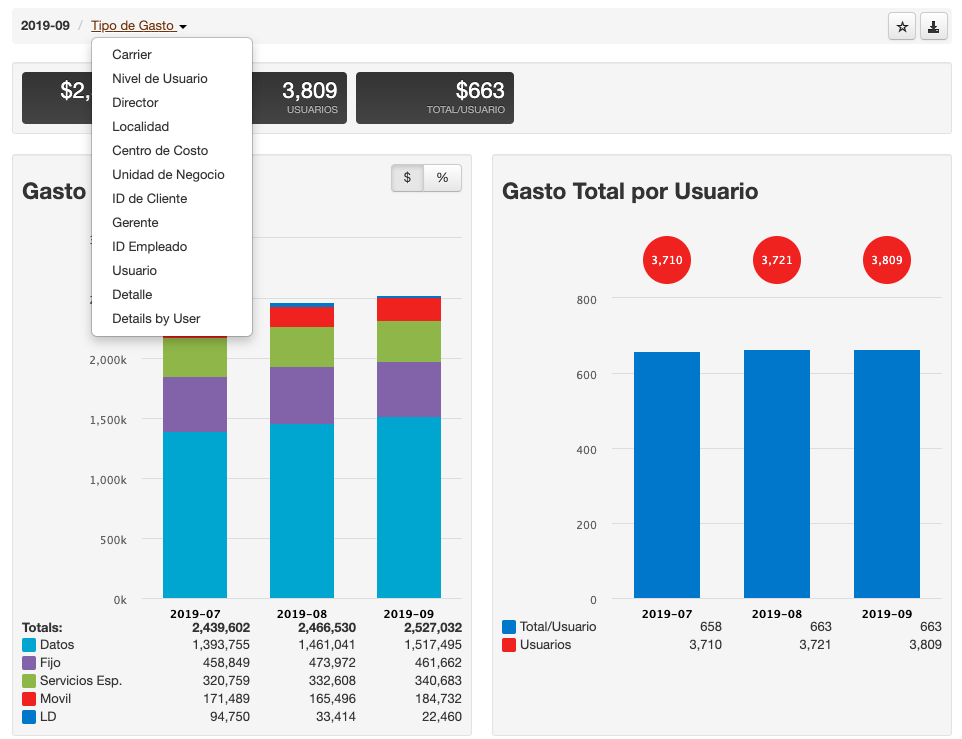 2019-09 / Tipo de Gasto
Carrier
Nivel de Usuario
Director
Localidad
Centro de Costo
Unidad de Negocio
ID de Cliente
Gerente
ID Empleado
Usuario
Detalle
Details by User
$2,
3,809
USUARIOS
$663
TOTAL/USUARIO
Gasto
$ %
2,000k
1,500k
1,000k
500k
0k
2019-07 2019-08 2019-09
Totals: 2,439,602 2,466,530 2,527,032
Datos 1,393,755 1,461,041 1,517,495
Fijo 458,849 473,972 461,662
Servicios Esp. 320,759 332,608 340,683
Movil 171,489 165,496 184,732
LD 94,750 33,414 22,460
Gasto Total por Usuario
3,710 3,721 3,809
800
600
400
200
0
2019-07 2019-08 2019-09
Total/Usuario 658 663 663
Usuarios 3,710 3,721 3,809